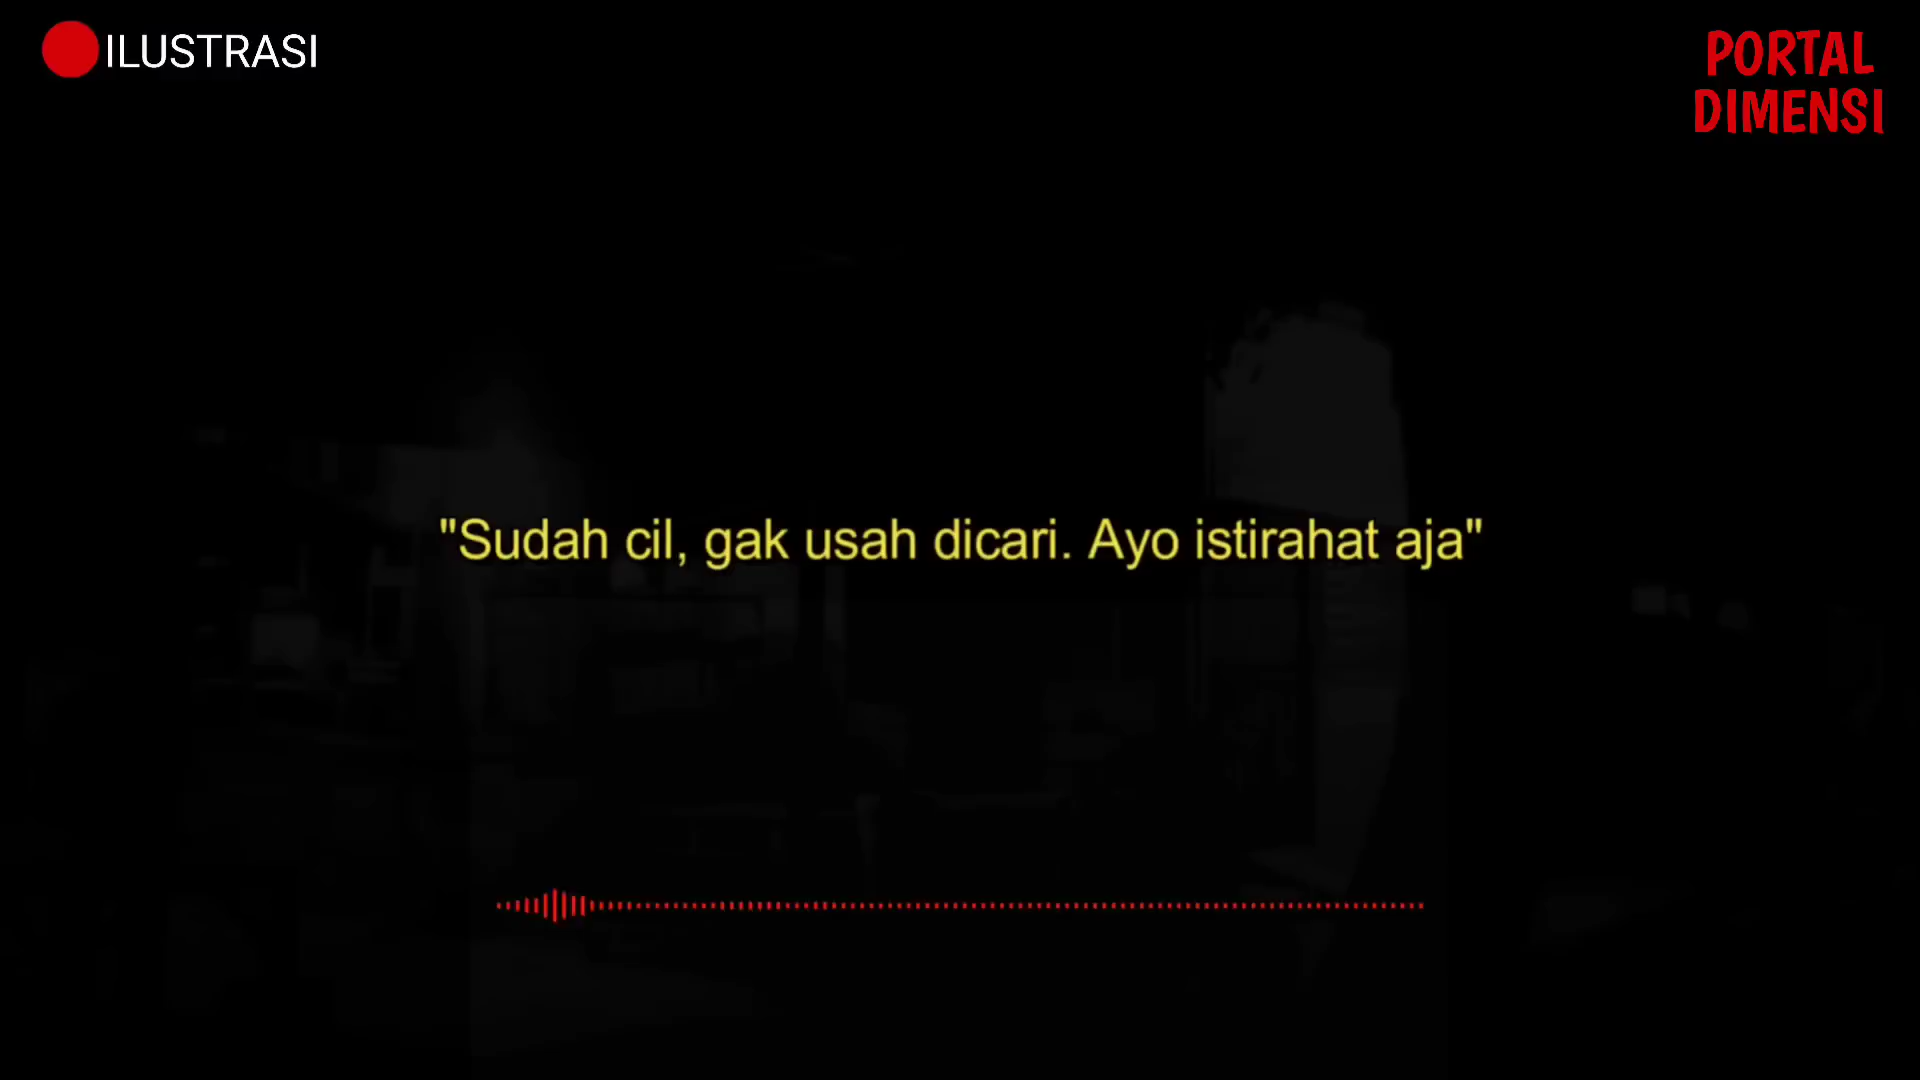 ILUSTRASI
PORTAL
DIMENSI
"Sudah cil, gak usah dicari. Ayo istirahat aja"